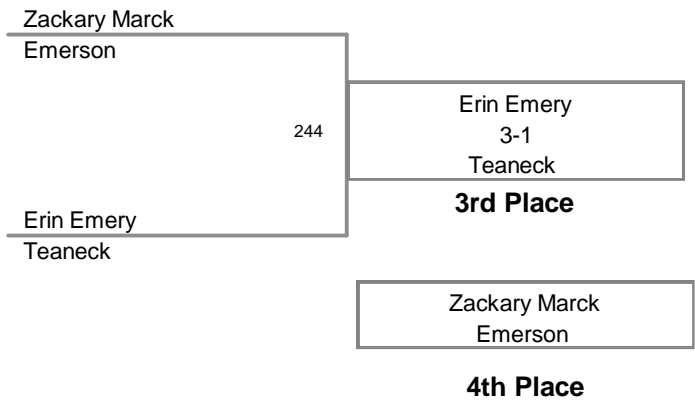 Zackary Marck
Emerson
244
Erin Emery
3-1
Teaneck
3rd Place
Erin Emery
Teaneck
Zackary Marck
Emerson
4th Place